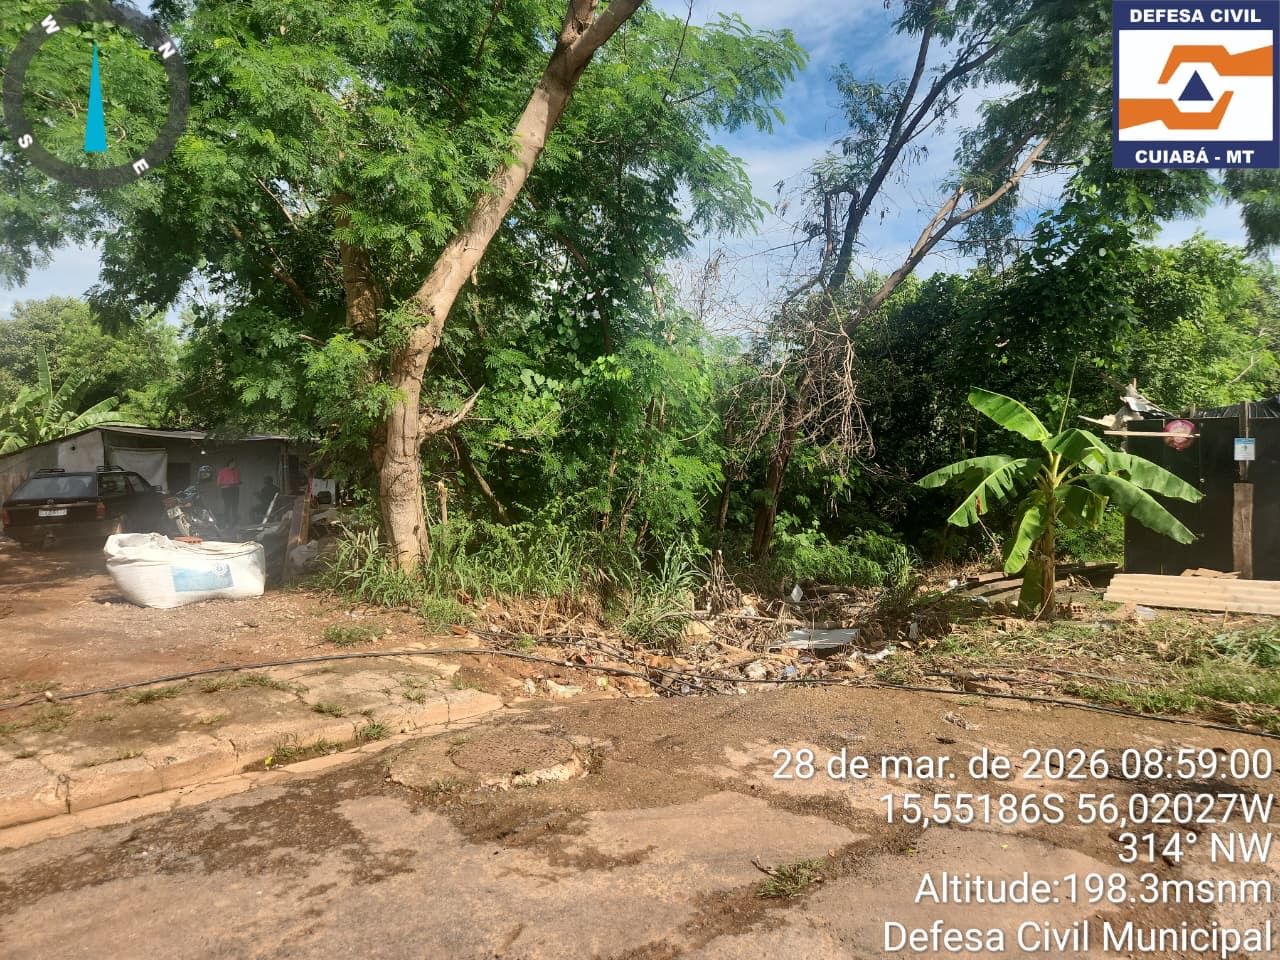 W
N
S
E
DEFESA CIVIL
CUIABÁ - MT
28 de mar. de 2026 08:59:00
15,55186S 56,02027W
314° NW
Altitude:198.3msnm
Defesa Civil Municipal